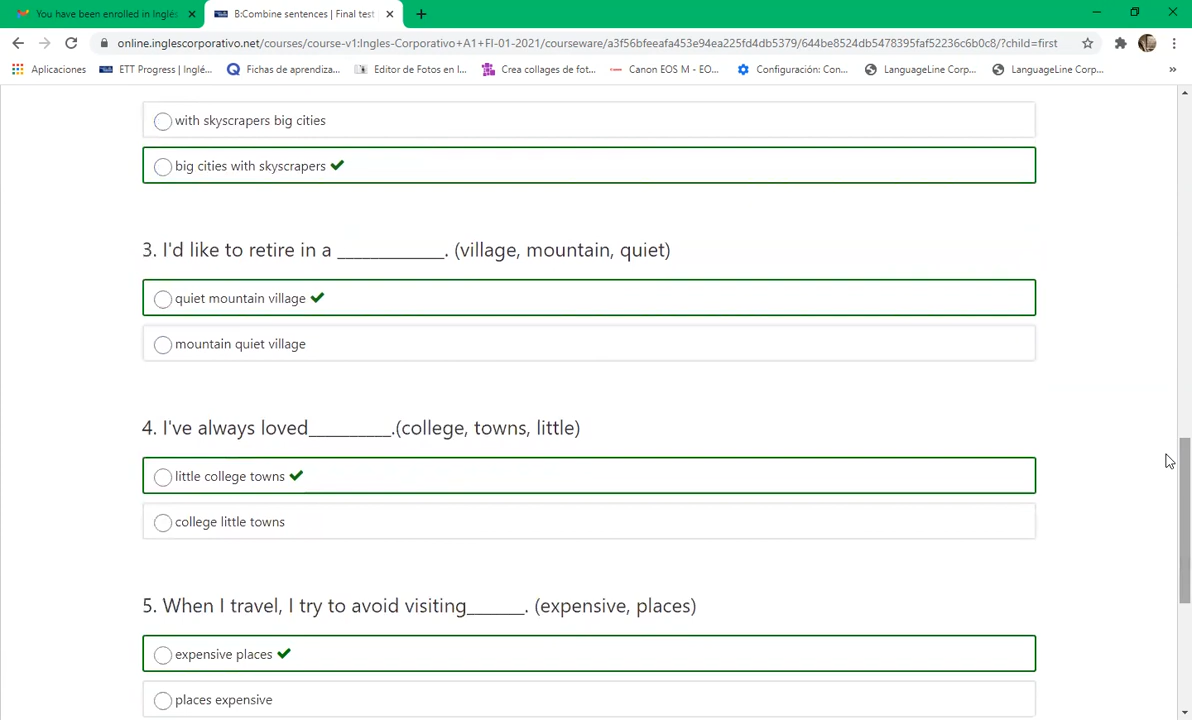 You have been enrolled in Inglés
B:Combine sentences | Final test
online.inglescorporativo.net/courses/course-v1:Ingles-Corporativo+A1+FI-01-2021/courseware/a3f56bfeeafa453e94ea225fd4db5379/644be8524db5478395faf52236c6b0c8/?child=first
Aplicaciones ETT Progress | Inglé... Fichas de aprendiza... Editor de Fotos en l... Crea collages de fot... Canon EOS M - EO... Configuración: Con... LanguageLine Corp... LanguageLine Corp... »
with skyscrapers big cities
big cities with skyscrapers
3. I'd like to retire in a ____________. (village, mountain, quiet)
quiet mountain village
mountain quiet village
4. I've always loved_________.(college, towns, little)
little college towns
college little towns
5. When I travel, I try to avoid visiting______. (expensive, places)
expensive places
places expensive